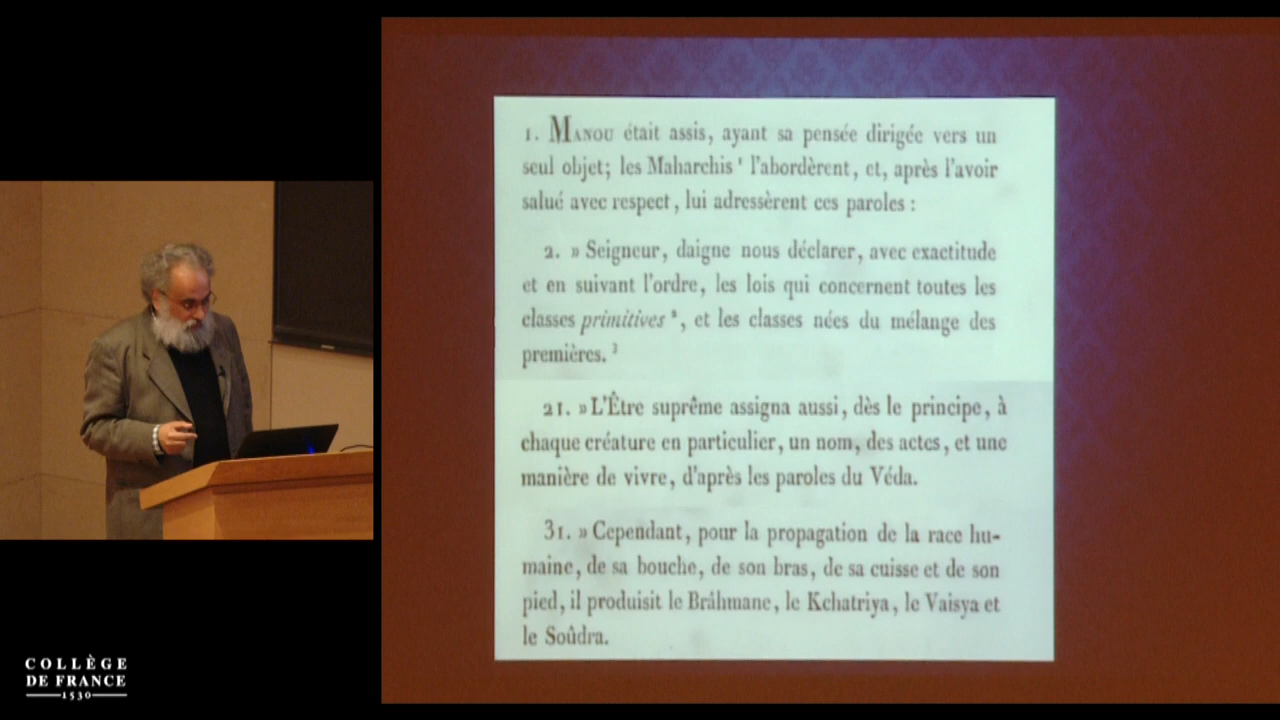 1. MANOU était assis, ayant sa pensée dirigée vers un
seul objet; les Maharchis ¹ l'abordèrent, et, après l'avoir
salué avec respect, lui adressèrent ces paroles :
2. » Seigneur, daigne nous déclarer, avec exactitude
et en suivant l'ordre, les lois qui concernent toutes les
classes primitives ², et les classes nées du mélange des
premières. ³
21. » L'Être suprême assigna aussi, dès le principe, à
chaque créature en particulier, un nom, des actes, et une
manière de vivre, d'après les paroles du Véda.
31. » Cependant, pour la propagation de la race hu-
maine, de sa bouche, de son bras, de sa cuisse et de son
pied, il produisit le Brâhmane, le Kchatriya, le Vaisya et
le Soûdra.
COLLÈGE
DE FRANCE
1530